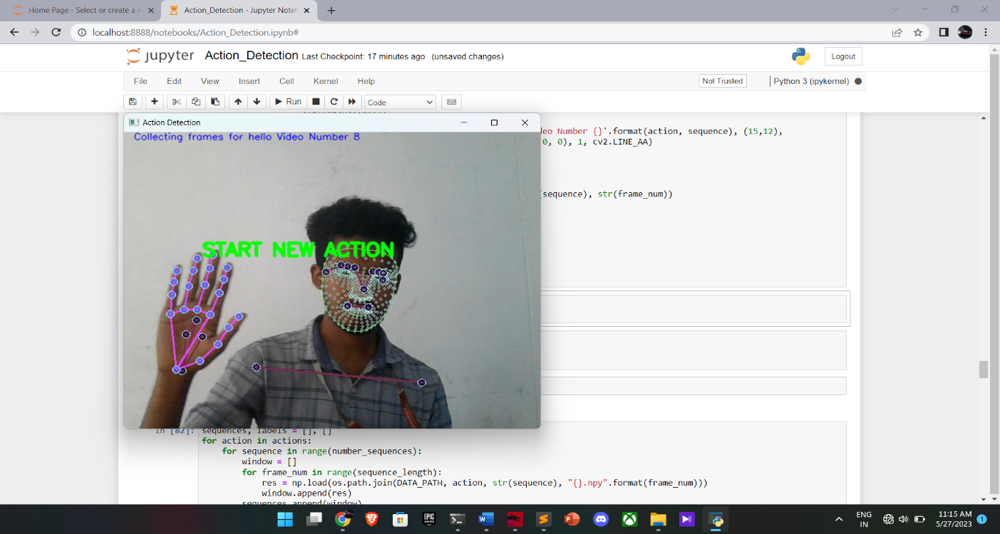 Home Page - Select or create a n
Action_Detection - Jupyter Noteb
localhost:8888/notebooks/Action_Detection.ipynb#
jupyter Action_Detection Last Checkpoint: 17 minutes ago (unsaved changes)
Logout
File Edit View Insert Cell Kernel Help
Not Trusted
Python 3 (ipykernel)
Run
Code
Action Detection
Collecting frames for hello Video Number 8
START NEW ACTION
deo Number {}'.format(action, sequence), (15,12),
0, 0), 1, cv2.LINE_AA)
(sequence), str(frame_num))
In [82]: sequences, labels = [], []
for action in actions:
for sequence in range(number_sequences):
window = []
for frame_num in range(sequence_length):
res = np.load(os.path.join(DATA_PATH, action, str(sequence), "{}.npy".format(frame_num)))
window.append(res)
sequences.append(window)
ENG
IN
11:15 AM
5/27/2023
1